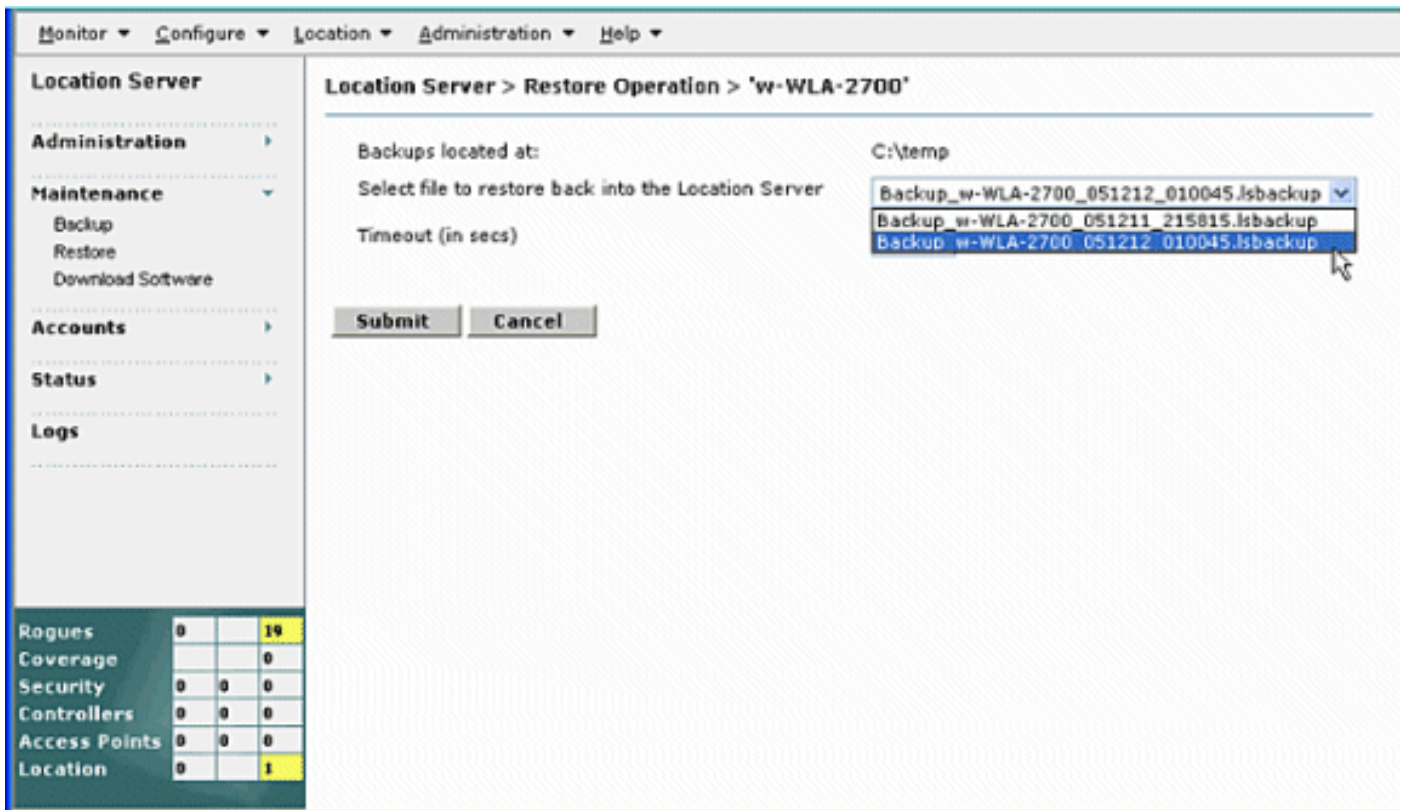 Monitor Configure Location Administration Help
Location Server
Administration
Maintenance
Backup
Restore
Download Software
Accounts
Status
Logs
Location Server > Restore Operation > 'w-WLA-2700'
Backups located at: C:\temp
Select file to restore back into the Location Server Backup_w-WLA-2700_051212_010045.lsbackup
Backup_w-WLA-2700_051211_215815.lsbackup
Timeout (in secs) Backup_w-WLA-2700_051212_010045.lsbackup
Submit Cancel
Rogues 0 19
Coverage 0
Security 0 0 0
Controllers 0 0 0
Access Points 0 0 0
Location 0 1